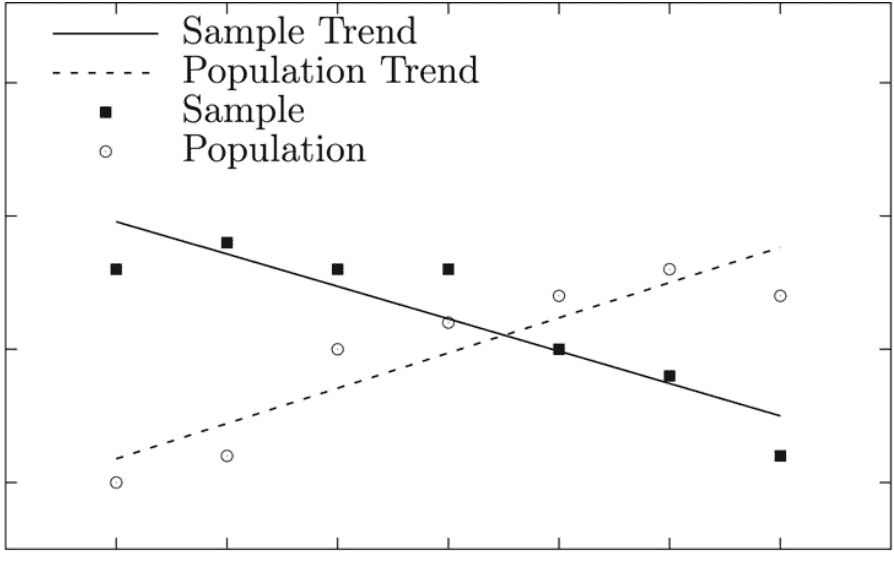 Sample Trend
Population Trend
Sample
Population